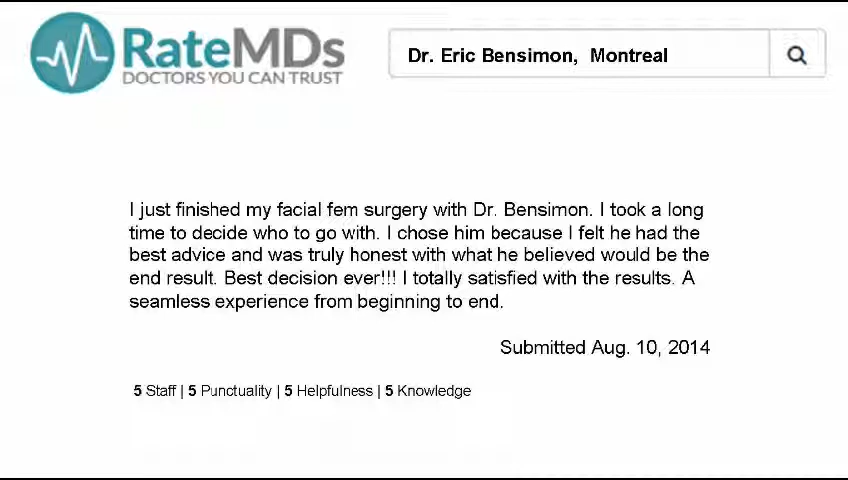 RateMDs
DOCTORS YOU CAN TRUST
Dr. Eric Bensimon, Montreal
I just finished my facial fem surgery with Dr. Bensimon. I took a long
time to decide who to go with. I chose him because I felt he had the
best advice and was truly honest with what he believed would be the
end result. Best decision ever!!! I totally satisfied with the results. A
seamless experience from beginning to end.
Submitted Aug. 10, 2014
5 Staff | 5 Punctuality | 5 Helpfulness | 5 Knowledge